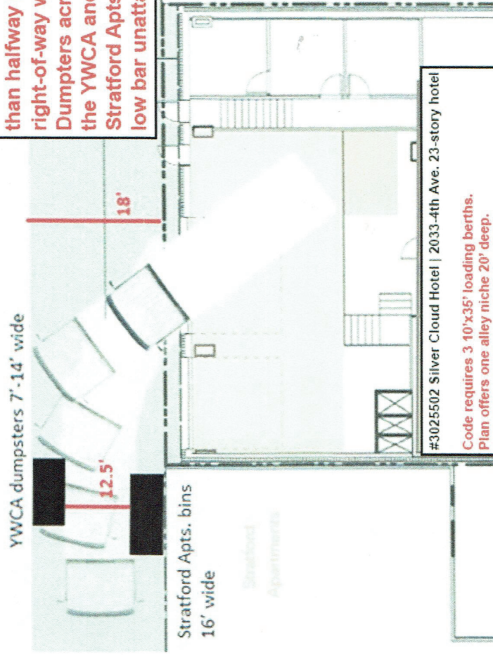 than halfway
right-of-way w
Dumpters acr
the YWCA and
Stratford Apts
low bar unatta
YWCA dumpsters 7'-14' wide
18'
12.5'
Stratford Apts. bins
16' wide
Stratford
Apartments
#3025502 Silver Cloud Hotel | 2033-4th Ave. 23-story hotel
Code requires 3 10'x35' loading berths.
Plan offers one alley niche 20' deep.